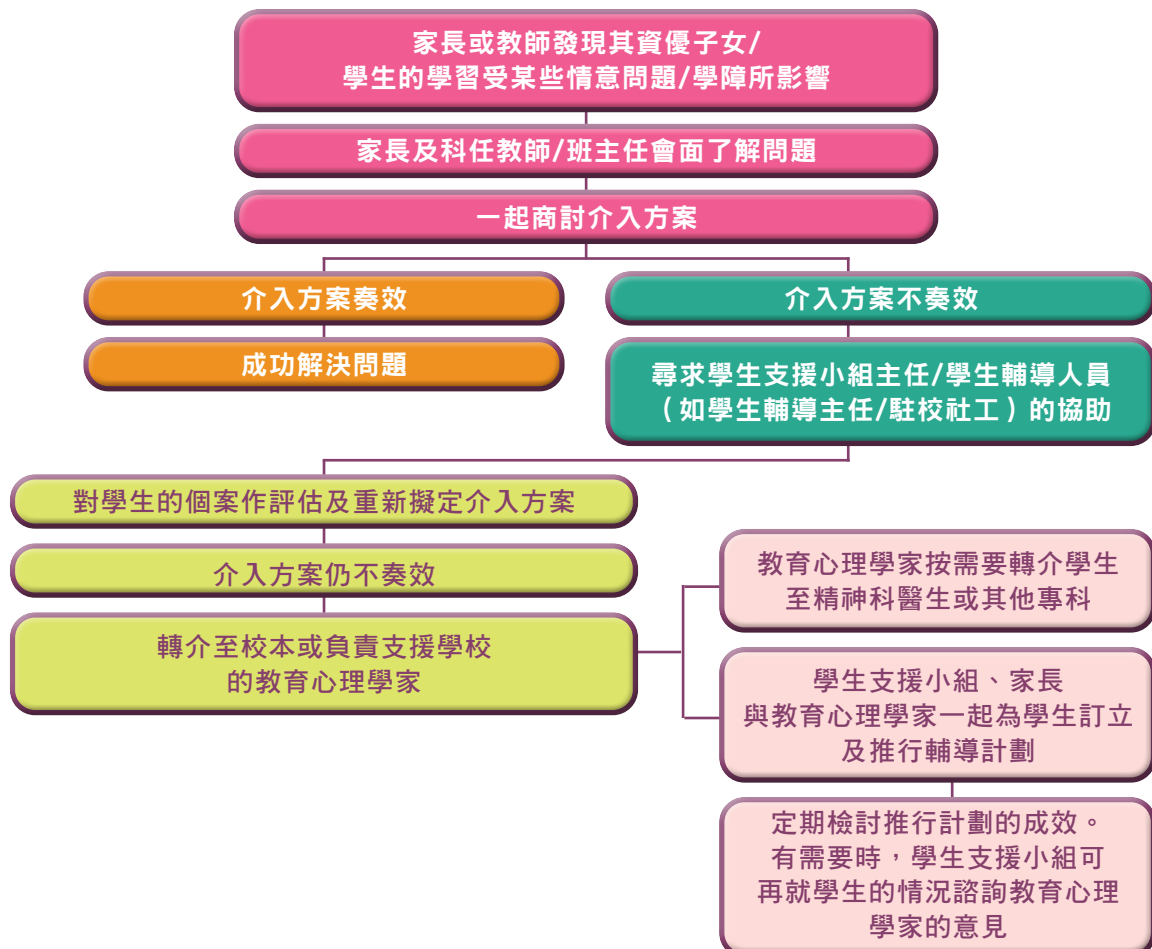 家長或教師發現其資優子女/
學生的學習受某些情意問題/學障所影響
家長及科任教師/班主任會面了解問題
一起商討介入方案
介入方案奏效
介入方案不奏效
成功解決問題
尋求學生支援小組主任/學生輔導人員
（如學生輔導主任/駐校社工）的協助
對學生的個案作評估及重新擬定介入方案
介入方案仍不奏效
轉介至校本或負責支援學校
的教育心理學家
教育心理學家按需要轉介學生
至精神科醫生或其他專科
學生支援小組、家長
與教育心理學家一起為學生訂立
及推行輔導計劃
定期檢討推行計劃的成效。
有需要時，學生支援小組可
再就學生的情況諮詢教育心理
學家的意見